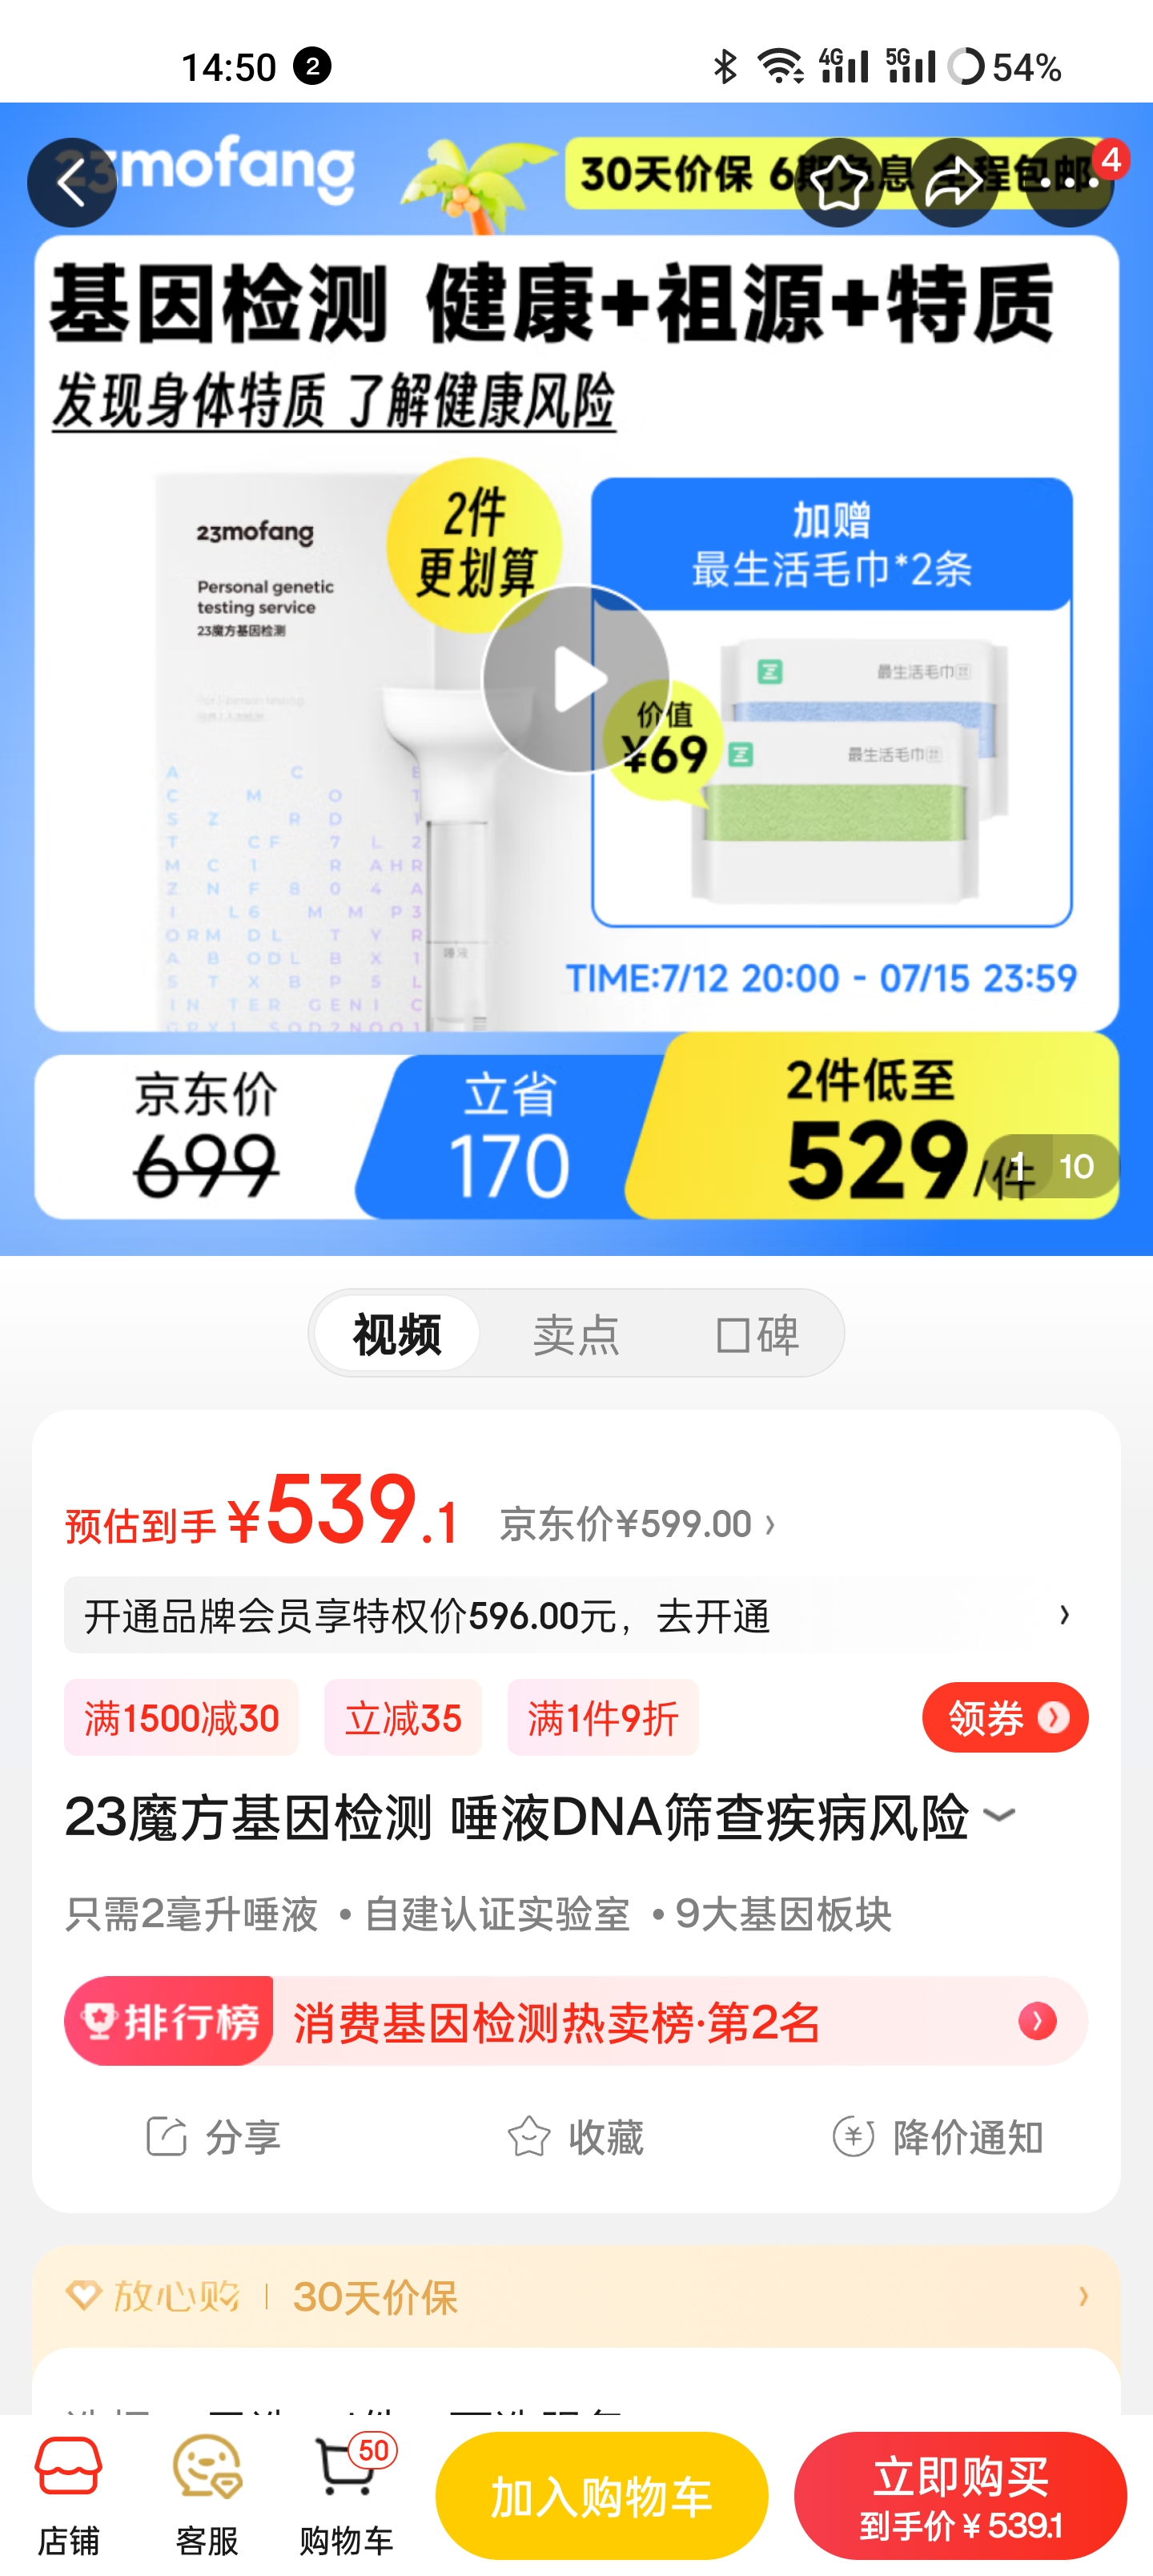 14:50 2 4G 5G 54%
mofang
30天价保 6期免息 全程包邮
4
基因检测 健康+祖源+特质
发现身体特质 了解健康风险
23mofang
Personal genetic
testing service
23魔方基因检测
2件
更划算
加赠
最生活毛巾*2条
最生活毛巾
价值
¥69
最生活毛巾
唾液
TIME:7/12 20:00 - 07/15 23:59
京东价
699
立省
170
2件低至
529/件
1 10
视频 卖点 口碑
预估到手¥539.1 京东价¥599.00 ›
开通品牌会员享特权价596.00元，去开通 ›
满1500减30 立减35 满1件9折 领券
23魔方基因检测 唾液DNA筛查疾病风险
只需2毫升唾液 • 自建认证实验室 • 9大基因板块
排行榜 消费基因检测热卖榜·第2名
分享 收藏 降价通知
放心购 30天价保 ›
店铺 客服 50 购物车
加入购物车
立即购买
到手价 ¥ 539.1